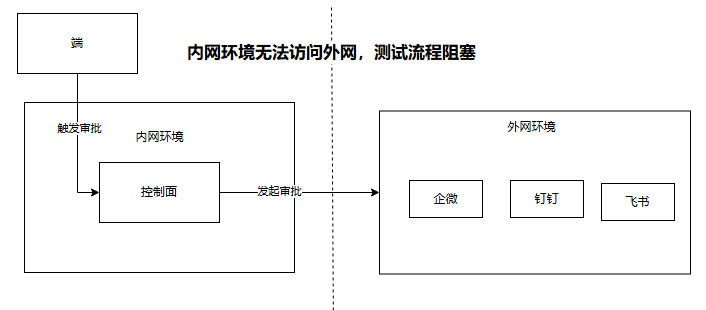 端
内网环境无法访问外网，测试流程阻塞
触发审批
内网环境
外网环境
控制面
发起审批
企微
钉钉
飞书